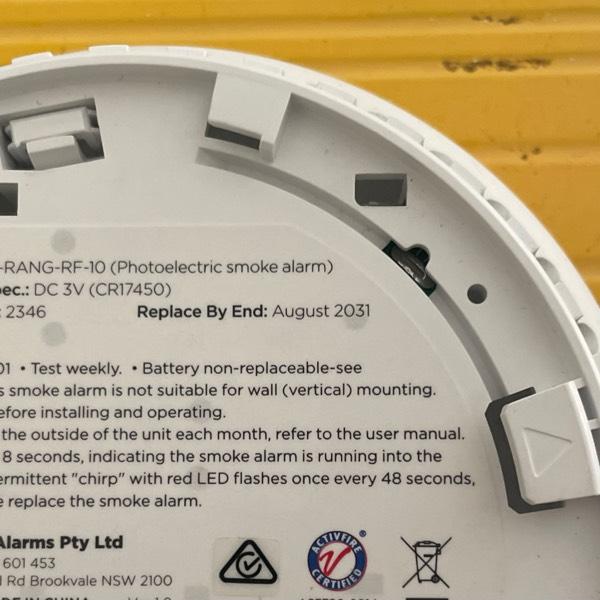 -RANG-RF-10 (Photoelectric smoke alarm)
ec.: DC 3V (CR17450)
: 2346 Replace By End: August 2031
01 • Test weekly. • Battery non-replaceable-see
s smoke alarm is not suitable for wall (vertical) mounting.
efore installing and operating.
the outside of the unit each month, refer to the user manual.
8 seconds, indicating the smoke alarm is running into the
ermittent "chirp" with red LED flashes once every 48 seconds,
e replace the smoke alarm.
Alarms Pty Ltd
601 453
Rd Brookvale NSW 2100
ACTIVFIRE
®
CERTIFIED